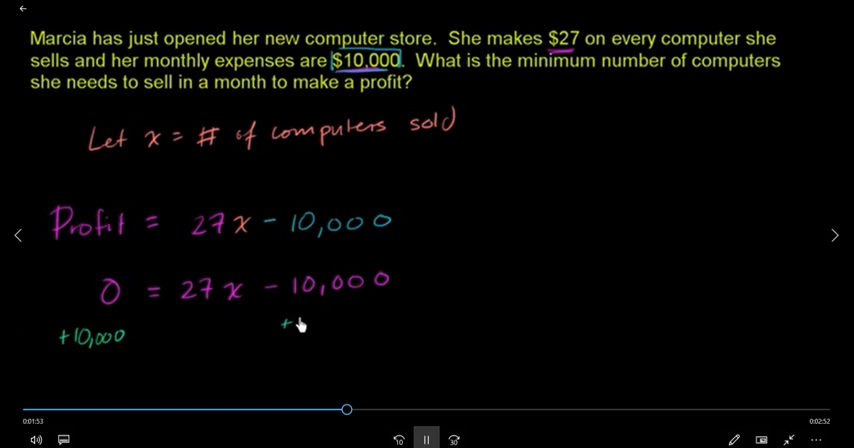 Marcia has just opened her new computer store. She makes $27 on every computer she
sells and her monthly expenses are $10,000. What is the minimum number of computers
she needs to sell in a month to make a profit?
Let x = # of computers sold
Profit = 27x - 10,000
0 = 27x - 10,000
+10,000 +
0:01:53 0:02:52
10 30